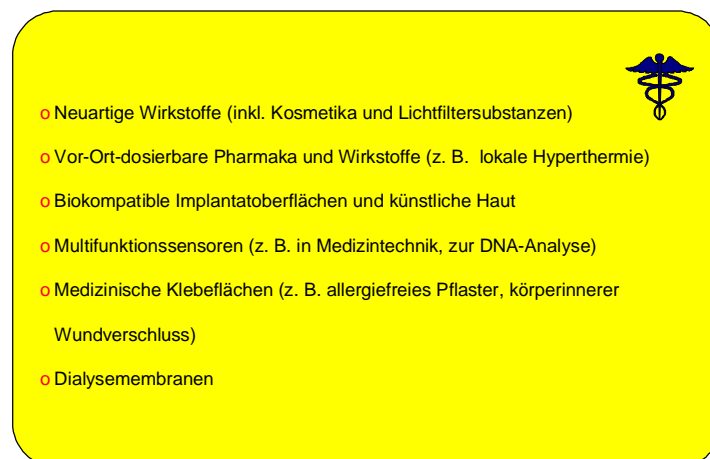 o Neuartige Wirkstoffe (inkl. Kosmetika und Lichtfiltersubstanzen)
o Vor-Ort-dosierbare Pharmaka und Wirkstoffe (z. B. lokale Hyperthermie)
o Biokompatible Implantatoberflächen und künstliche Haut
o Multifunktionssensoren (z. B. in Medizintechnik, zur DNA-Analyse)
o Medizinische Klebeflächen (z. B. allergiefreies Pflaster, körperinnerer
Wundverschluss)
o Dialysemembranen